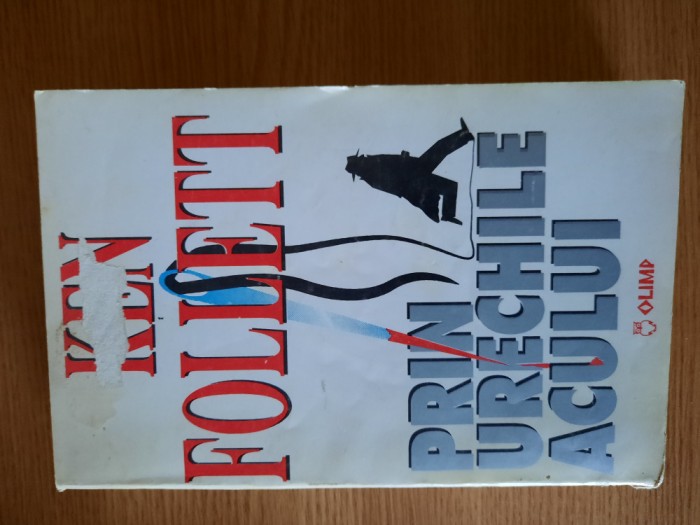 KEN
FOLLETT
PRIN
URECHILE
ACULUI
OLIMP